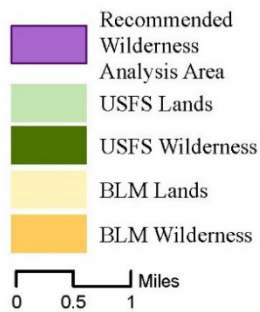 Recommended
Wilderness
Analysis Area
USFS Lands
USFS Wilderness
BLM Lands
BLM Wilderness
Miles
0 0.5 1